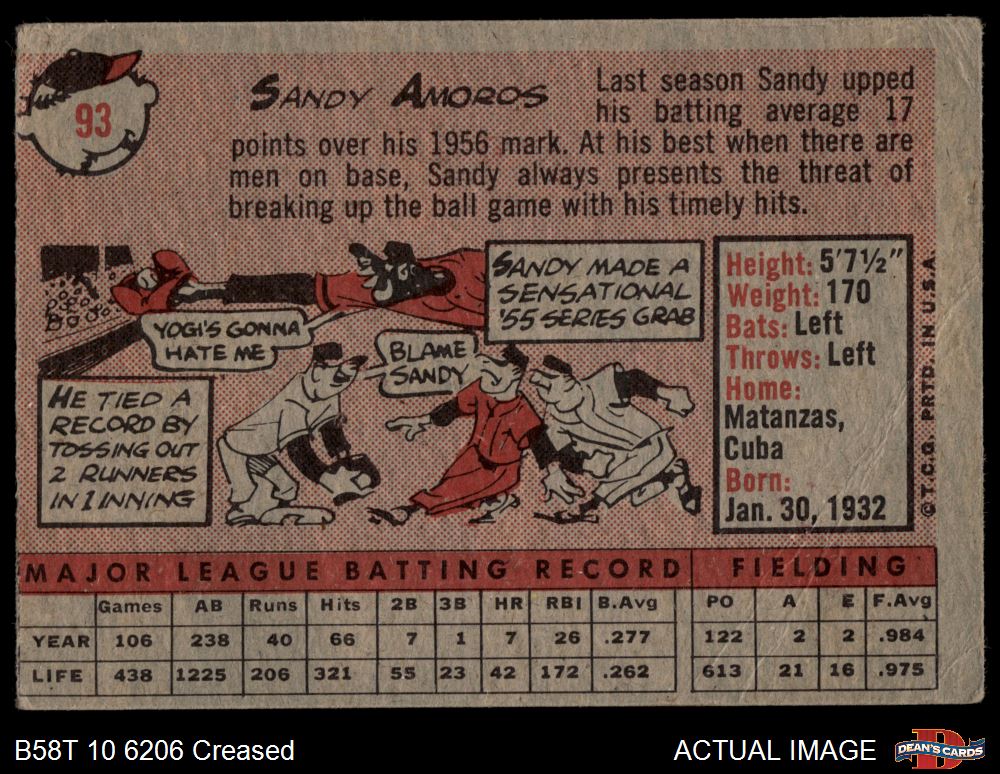 93
SANDY AMOROS
Last season Sandy upped
his batting average 17
points over his 1956 mark. At his best when there are
men on base, Sandy always presents the threat of
breaking up the ball game with his timely hits.
SANDY MADE A
SENSATIONAL
'55 SERIES GRAB
YOGI'S GONNA
HATE ME
BLAME
SANDY
HE TIED A
RECORD BY
TOSSING OUT
2 RUNNERS
IN 1 INNING
Height: 5'7½"
Weight: 170
Bats: Left
Throws: Left
Home:
Matanzas,
Cuba
Born:
Jan. 30, 1932
© T.C.G. PRTD. IN U.S.A.
MAJOR LEAGUE BATTING RECORD FIELDING
Games AB Runs Hits 2B 3B HR RBI B.Avg PO A E F.Avg
YEAR 106 238 40 66 7 1 7 26 .277 122 2 2 .984
LIFE 438 1225 206 321 55 23 42 172 .262 613 21 16 .975
B58T 10 6206 Creased
ACTUAL IMAGE
DEAN'S CARDS